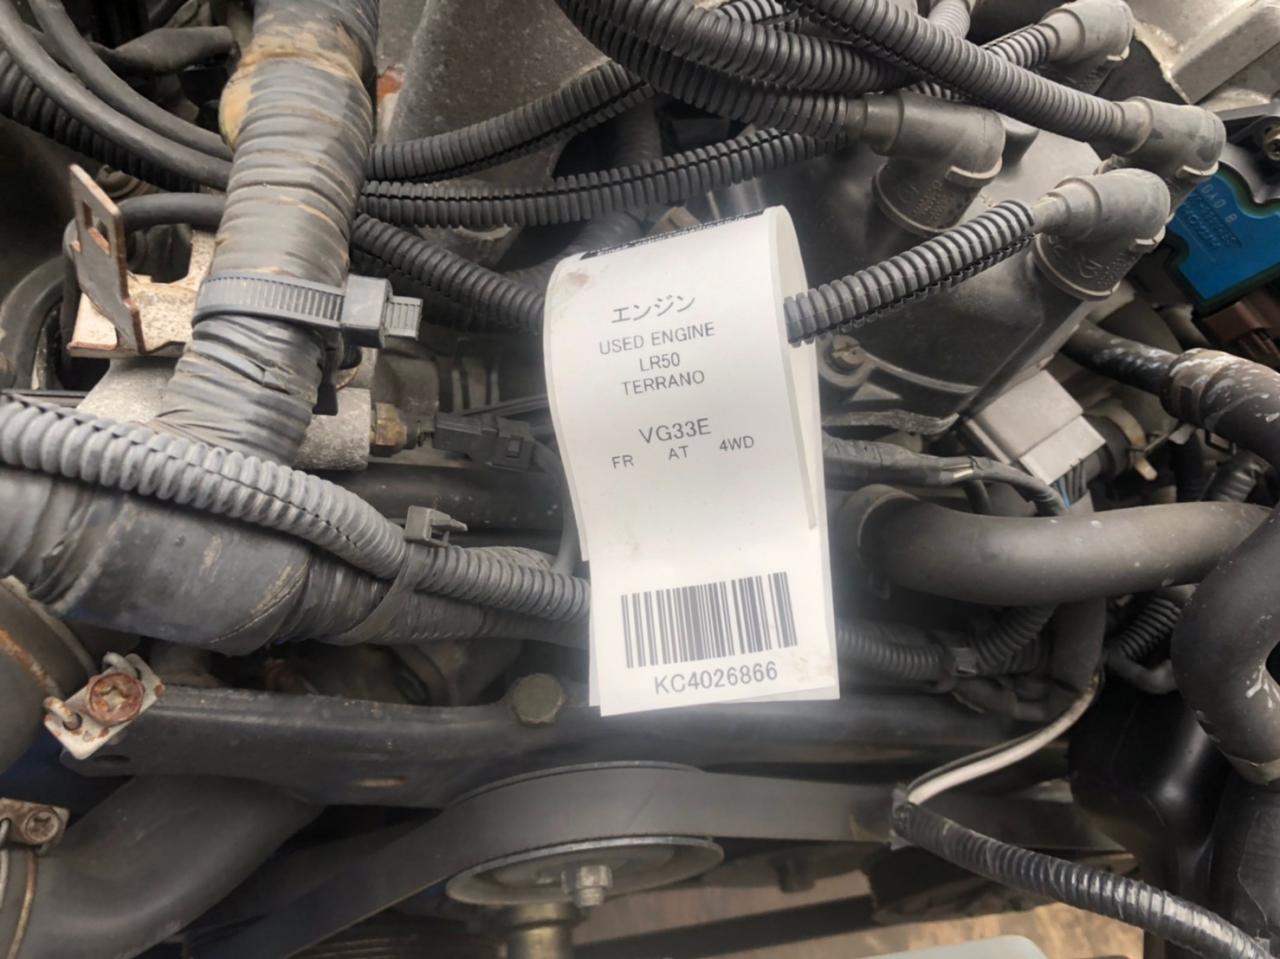 エンジン
USED ENGINE
LR50
TERRANO
VG33E
FR AT 4WD
KC4026866